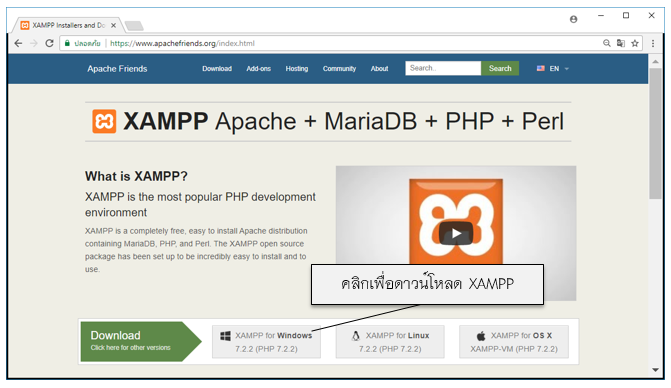 XAMPP Installers and Do
ปลอดภัย | https://www.apachefriends.org/index.html
Apache Friends Download Add-ons Hosting Community About Search.. Search EN
XAMPP Apache + MariaDB + PHP + Perl
What is XAMPP?
XAMPP is the most popular PHP development
environment
XAMPP is a completely free, easy to install Apache distribution
containing MariaDB, PHP, and Perl. The XAMPP open source
package has been set up to be incredibly easy to install and to
use.
คลิกเพื่อดาวน์โหลด XAMPP
Download
Click here for other versions
XAMPP for Windows
7.2.2 (PHP 7.2.2)
XAMPP for Linux
7.2.2 (PHP 7.2.2)
XAMPP for OS X
XAMPP-VM (PHP 7.2.2)